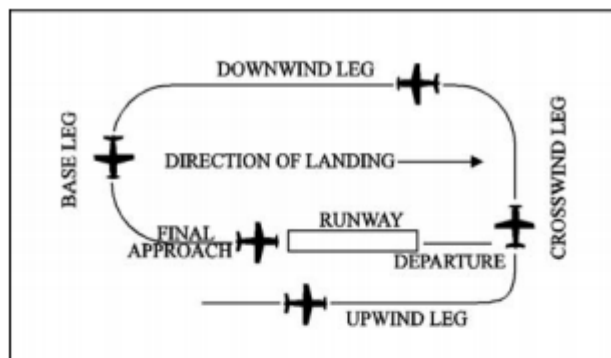 DOWNWIND LEG
BASE LEG
DIRECTION OF LANDING
CROSSWIND LEG
RUNWAY
FINAL
APPROACH
DEPARTURE
UPWIND LEG